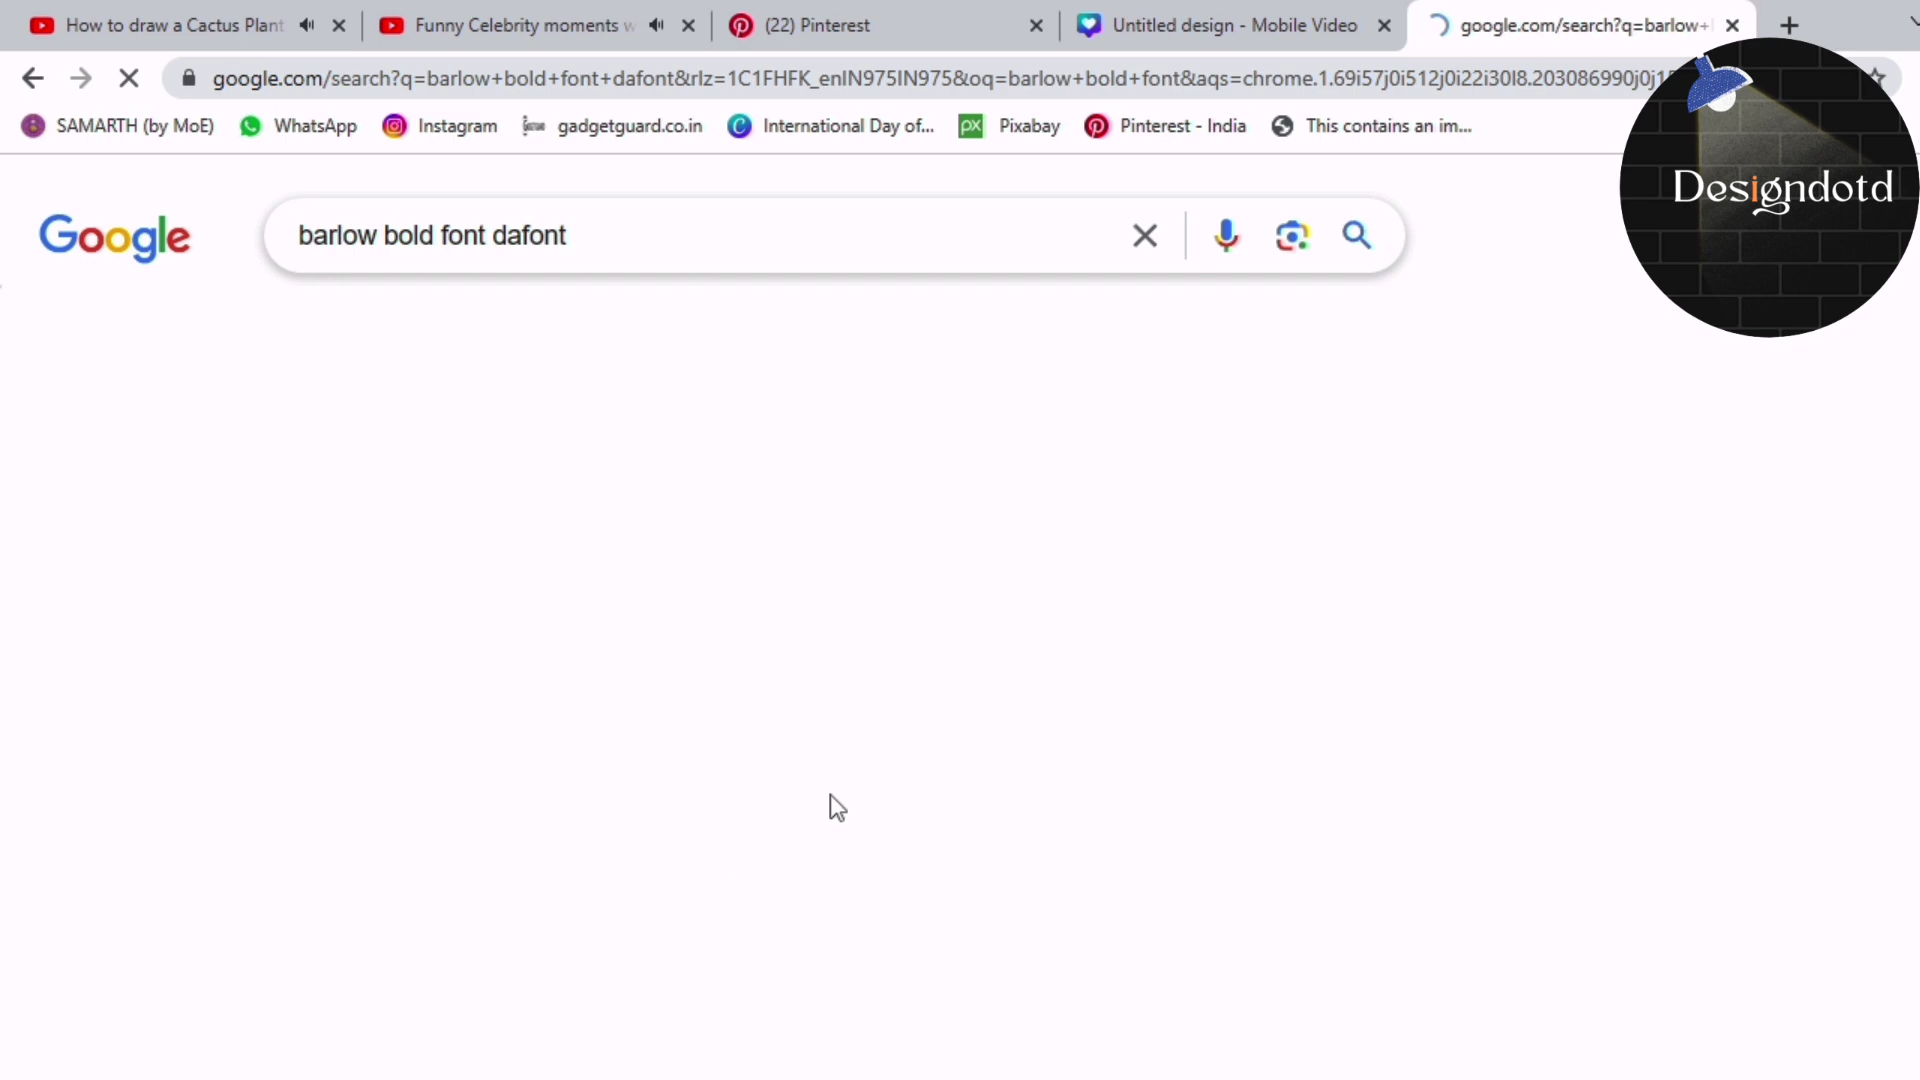 How to draw a Cactus Plant
Funny Celebrity moments w
(22) Pinterest
Untitled design - Mobile Video
google.com/search?q=barlow+
google.com/search?q=barlow+bold+font+dafont&rlz=1C1FHFK_enIN975IN975&oq=barlow+bold+font&aqs=chrome.1.69i57j0i512j0i22i30l8.203086990j0j1
SAMARTH (by MoE)
WhatsApp
Instagram
gadgetguard.co.in
International Day of...
px
Pixabay
Pinterest - India
This contains an im...
Designdotd
Google
barlow bold font dafont